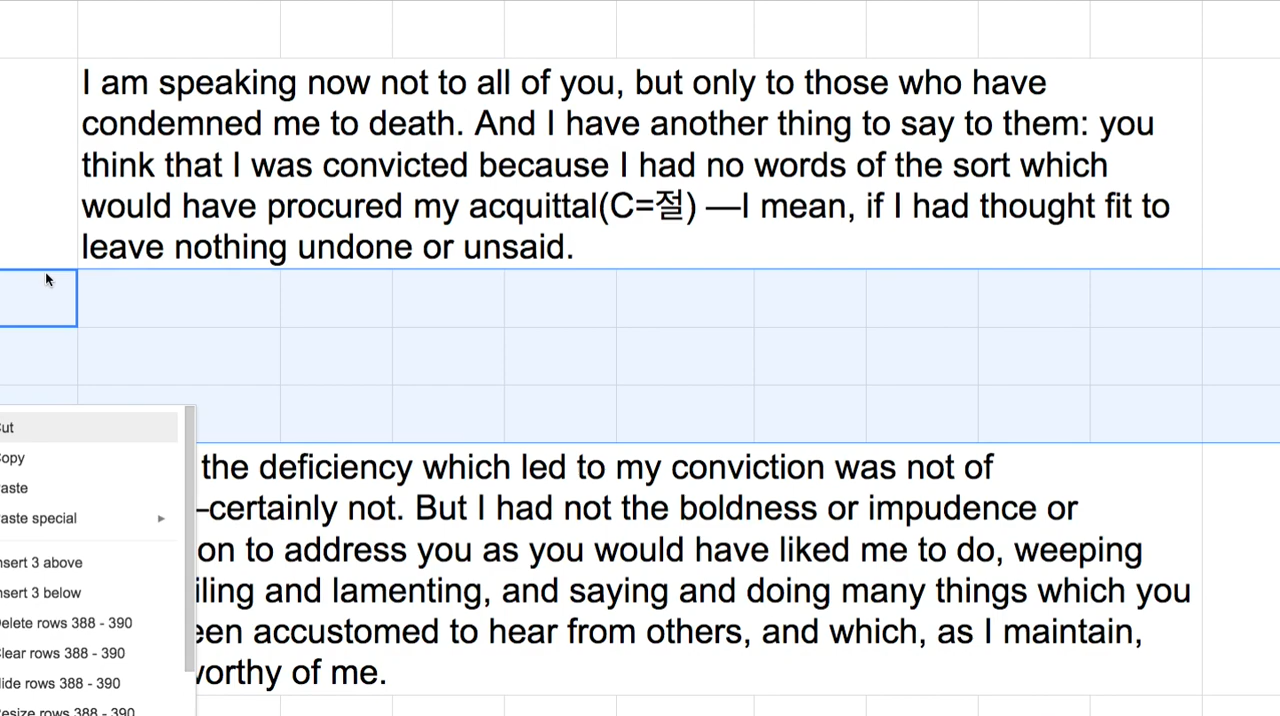 I am speaking now not to all of you, but only to those who have
condemned me to death. And I have another thing to say to them: you
think that I was convicted because I had no words of the sort which
would have procured my acquittal(C=절) —I mean, if I had thought fit to
leave nothing undone or unsaid.
the deficiency which led to my conviction was not of
–certainly not. But I had not the boldness or impudence or
on to address you as you would have liked me to do, weeping
iling and lamenting, and saying and doing many things which you
een accustomed to hear from others, and which, as I maintain,
worthy of me.
ut
opy
aste
aste special
nsert 3 above
nsert 3 below
elete rows 388 - 390
lear rows 388 - 390
ide rows 388 - 390
esize rows 388 - 390